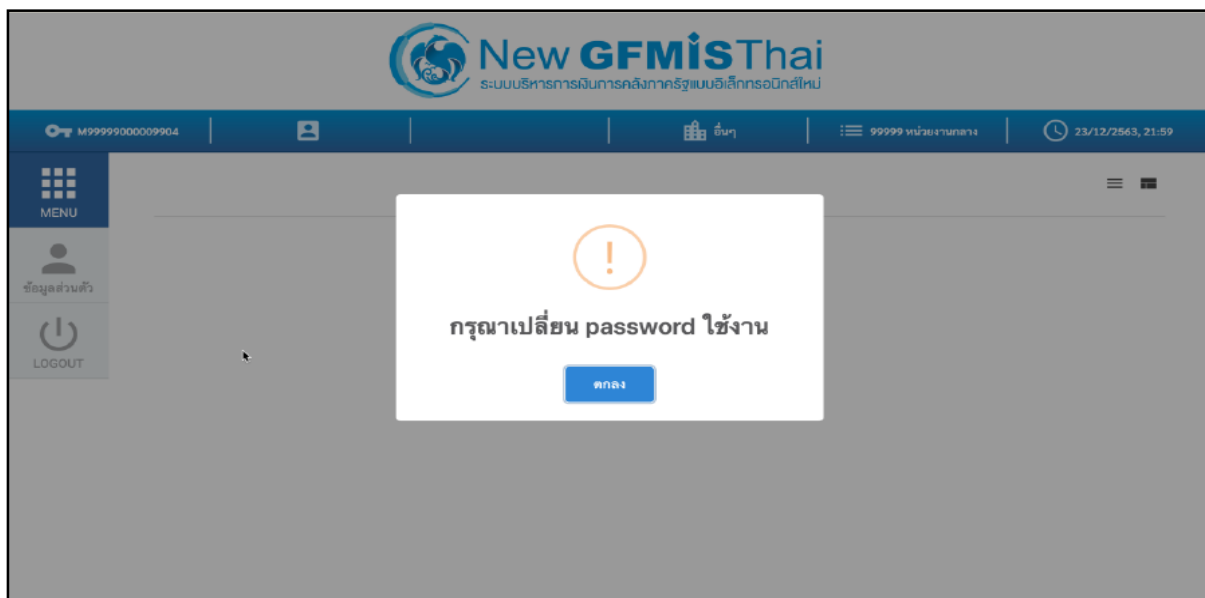 New GFMIS Thai
ระบบบริหารการเงินการคลังภาครัฐแบบอิเล็กทรอนิกส์ใหม่
M99999000009904
อื่นๆ
99999 หน่วยงานกลาง
23/12/2563, 21:59
MENU
ข้อมูลส่วนตัว
LOGOUT
กรุณาเปลี่ยน password ใช้งาน
ตกลง